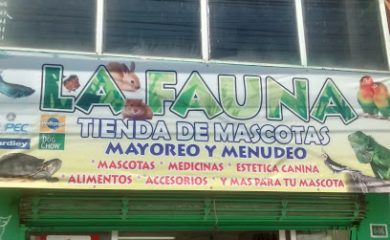 LA FAUNA
TIENDA DE MASCOTAS
MAYOREO Y MENUDEO
* MASCOTAS * MEDICINAS * ESTETICA CANINA
* ALIMENTOS * ACCESORIOS * Y MAS PARA TU MASCOTA
PEC
CHOW